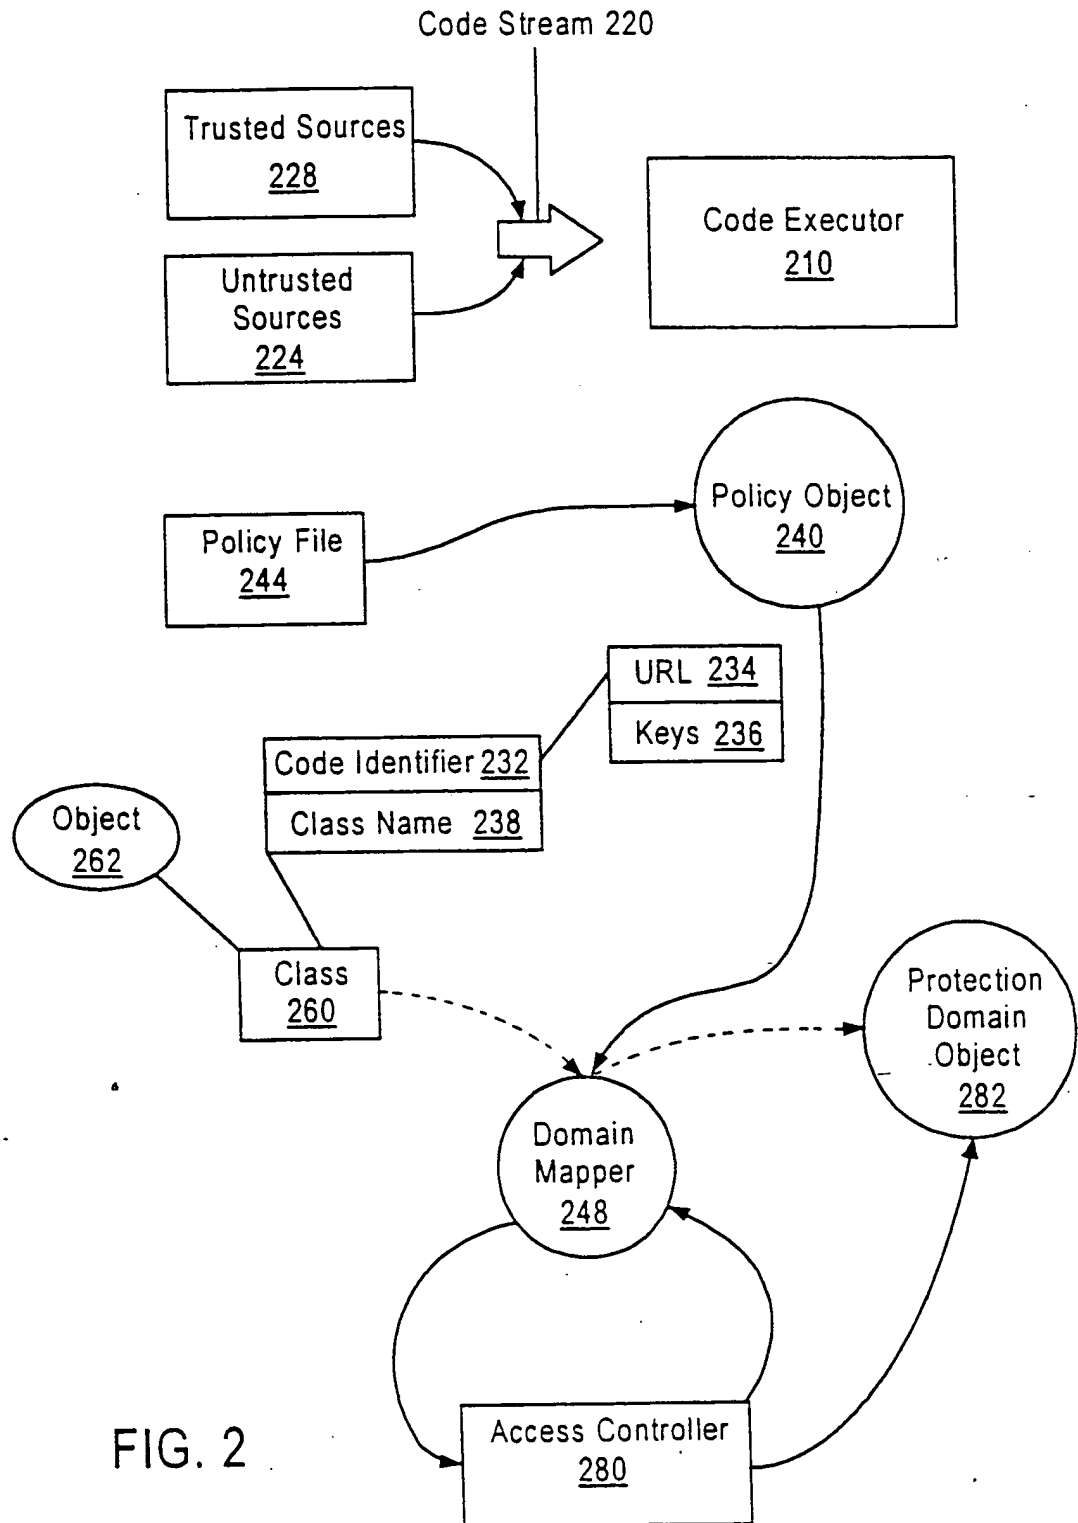 Code Stream 220
Trusted Sources
228
Code Executor
210
Untrusted
Sources
224
Policy Object
240
Policy File
244
URL 234
Keys 236
Code Identifier 232
Class Name 238
Object
262
Class
260
Protection
Domain
Object
282
Domain
Mapper
248
Access Controller
280
FIG. 2